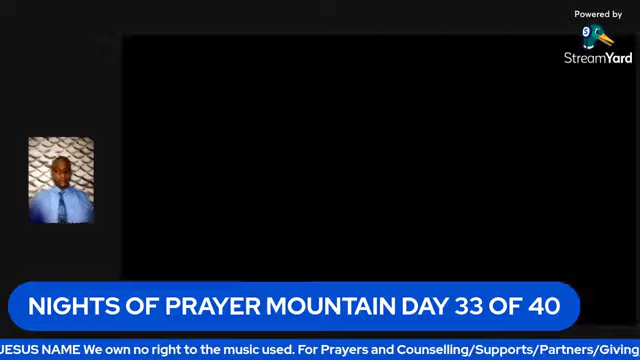 Powered by
StreamYard
NIGHTS OF PRAYER MOUNTAIN DAY 33 OF 40
JESUS NAME We own no right to the music used. For Prayers and Counselling/Supports/Partners/Giving